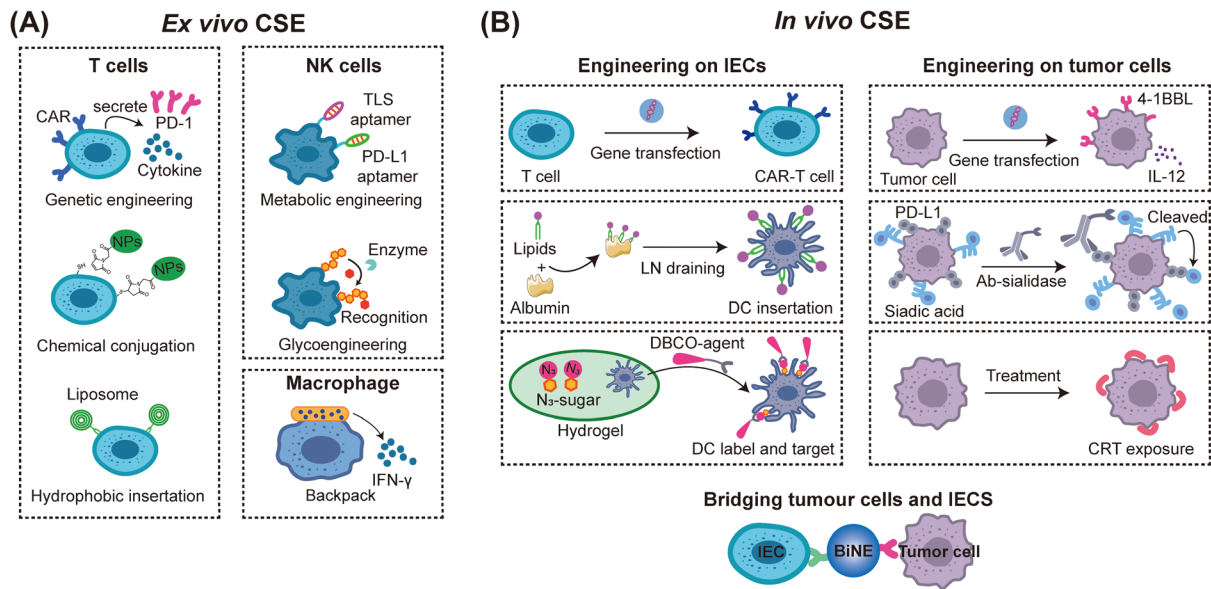 (A)
Ex vivo CSE
T cells
CAR
secrete
PD-1
Cytokine
Genetic engineering
NPs
NPs
SH
O
O
N
O
O
S
O
N
O
O
Chemical conjugation
Liposome
Hydrophobic insertation
NK cells
TLS
aptamer
PD-L1
aptamer
Metabolic engineering
Enzyme
Recognition
Glycoengineering
Macrophage
IFN-γ
Backpack
(B)
In vivo CSE
Engineering on IECs
Gene transfection
T cell
CAR-T cell
Lipids
+
Albumin
LN draining
DC insertation
DBCO-agent
N₃
N₃
N₃-sugar
Hydrogel
DC label and target
Engineering on tumor cells
4-1BBL
Gene transfection
Tumor cell
IL-12
PD-L1
Cleaved
Ab-sialidase
Siadic acid
Treatment
CRT exposure
Bridging tumour cells and IECS
IEC
BiNE
Tumor cell